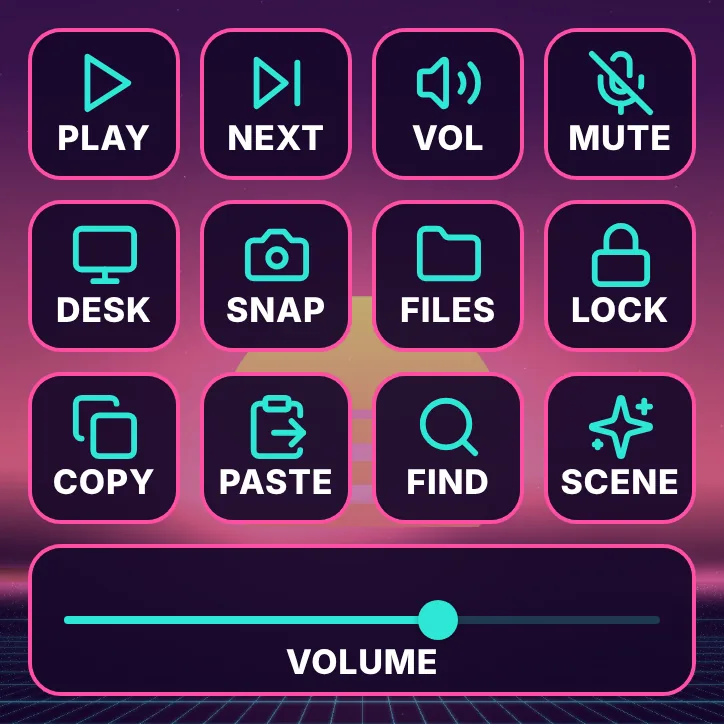 PLAY
NEXT
VOL
MUTE
DESK
SNAP
FILES
LOCK
COPY
PASTE
FIND
SCENE
VOLUME